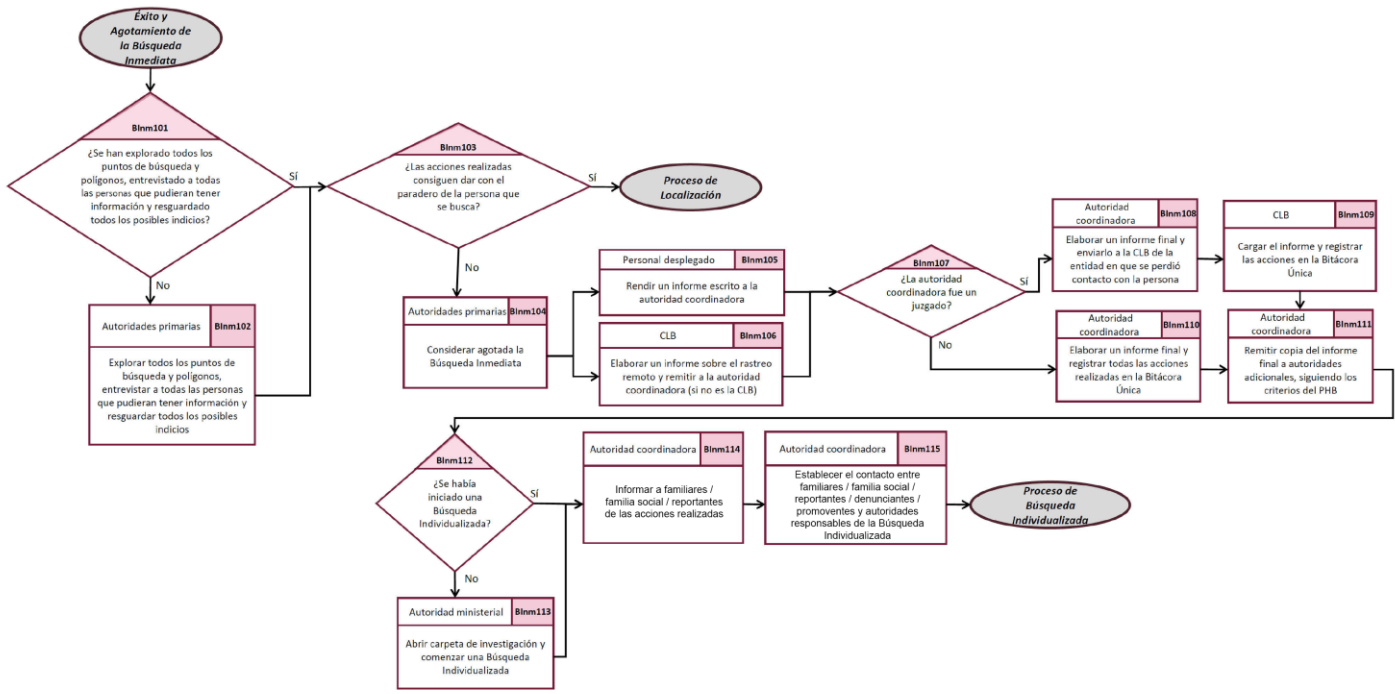 Éxito y
Agotamiento de
la Búsqueda
Inmediata
BInm101
¿Se han explorado todos los
puntos de búsqueda y
polígonos, entrevistado a todas
las personas que pudieran tener
información y resguardado
todos los posibles indicios?
Sí
No
Autoridades primarias
BInm102
Explorar todos los puntos de
búsqueda y polígonos,
entrevistar a todas las personas
que pudieran tener información y
resguardar todos los posibles
indicios
BInm103
¿Las acciones realizadas
consiguen dar con el
paradero de la persona que
se busca?
Sí
No
Proceso de
Localización
Autoridades primarias
BInm104
Considerar agotada la
Búsqueda Inmediata
Personal desplegado
BInm105
Rendir un informe escrito a la
autoridad coordinadora
CLB
BInm106
Elaborar un informe sobre el rastreo
remoto y remitir a la autoridad
coordinadora (si no es la CLB)
BInm107
¿La autoridad
coordinadora fue un
juzgado?
Sí
No
Autoridad
coordinadora
BInm108
Elaborar un informe final y
enviarlo a la CLB de la
entidad en que se perdió
contacto con la persona
CLB
BInm109
Cargar el informe y registrar
las acciones en la Bitácora
Única
Autoridad
coordinadora
BInm110
Elaborar un informe final y
registrar todas las acciones
realizadas en la Bitácora
Única
Autoridad
coordinadora
BInm111
Remitir copia del informe
final a autoridades
adicionales, siguiendo los
criterios del PHB
BInm112
¿Se había
iniciado una
Búsqueda
Individualizada?
Sí
No
Autoridad ministerial
BInm113
Abrir carpeta de investigación y
comenzar una Búsqueda
Individualizada
Autoridad coordinadora
BInm114
Informar a familiares /
familia social / reportantes
de las acciones realizadas
Autoridad coordinadora
BInm115
Establecer el contacto entre
familiares / familia social /
reportantes / denunciantes /
promoventes y autoridades
responsables de la Búsqueda
Individualizada
Proceso de
Búsqueda
Individualizada